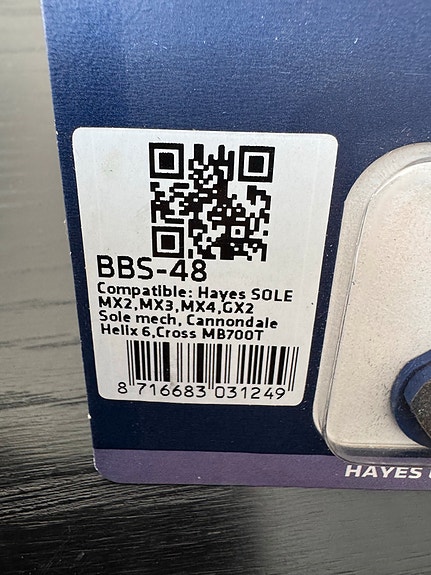 BBS-48
Compatible: Hayes SOLE
MX2,MX3,MX4,GX2
Sole mech, Cannondale
Helix 6,Cross MB700T
8 716683 031249
HAYES